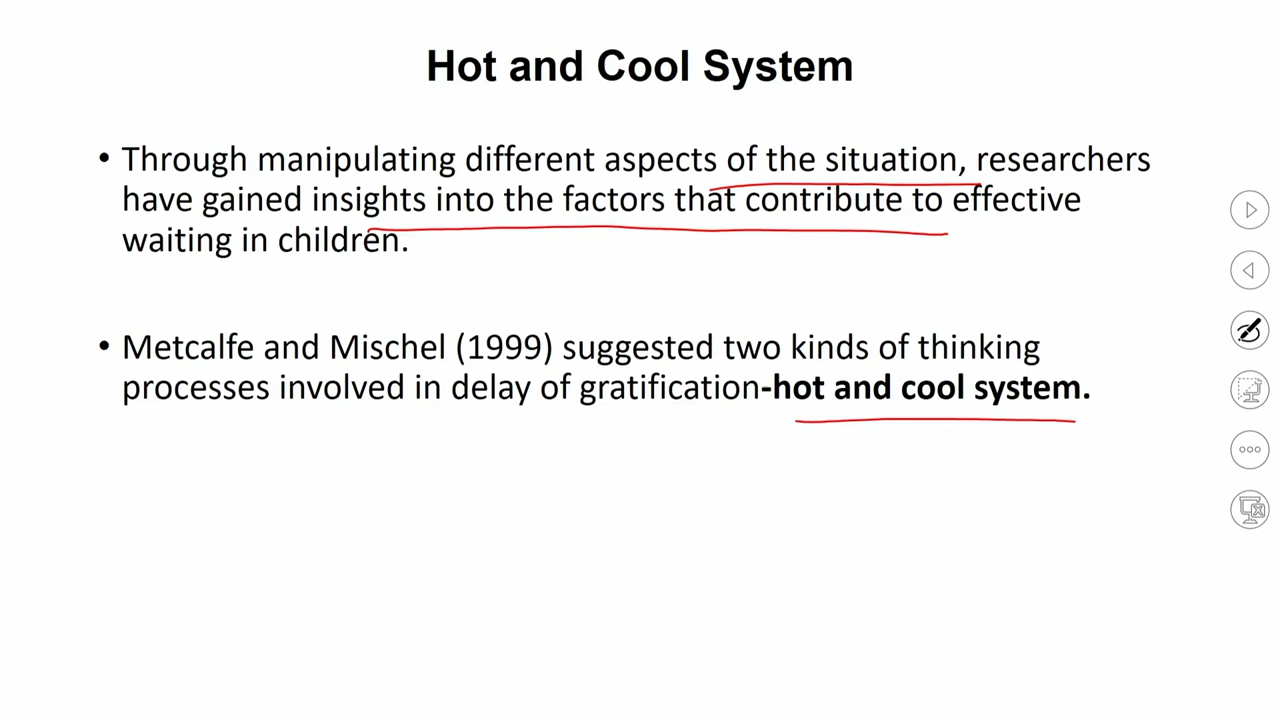 Hot and Cool System
• Through manipulating different aspects of the situation, researchers
have gained insights into the factors that contribute to effective
waiting in children.
• Metcalfe and Mischel (1999) suggested two kinds of thinking
processes involved in delay of gratification-hot and cool system.